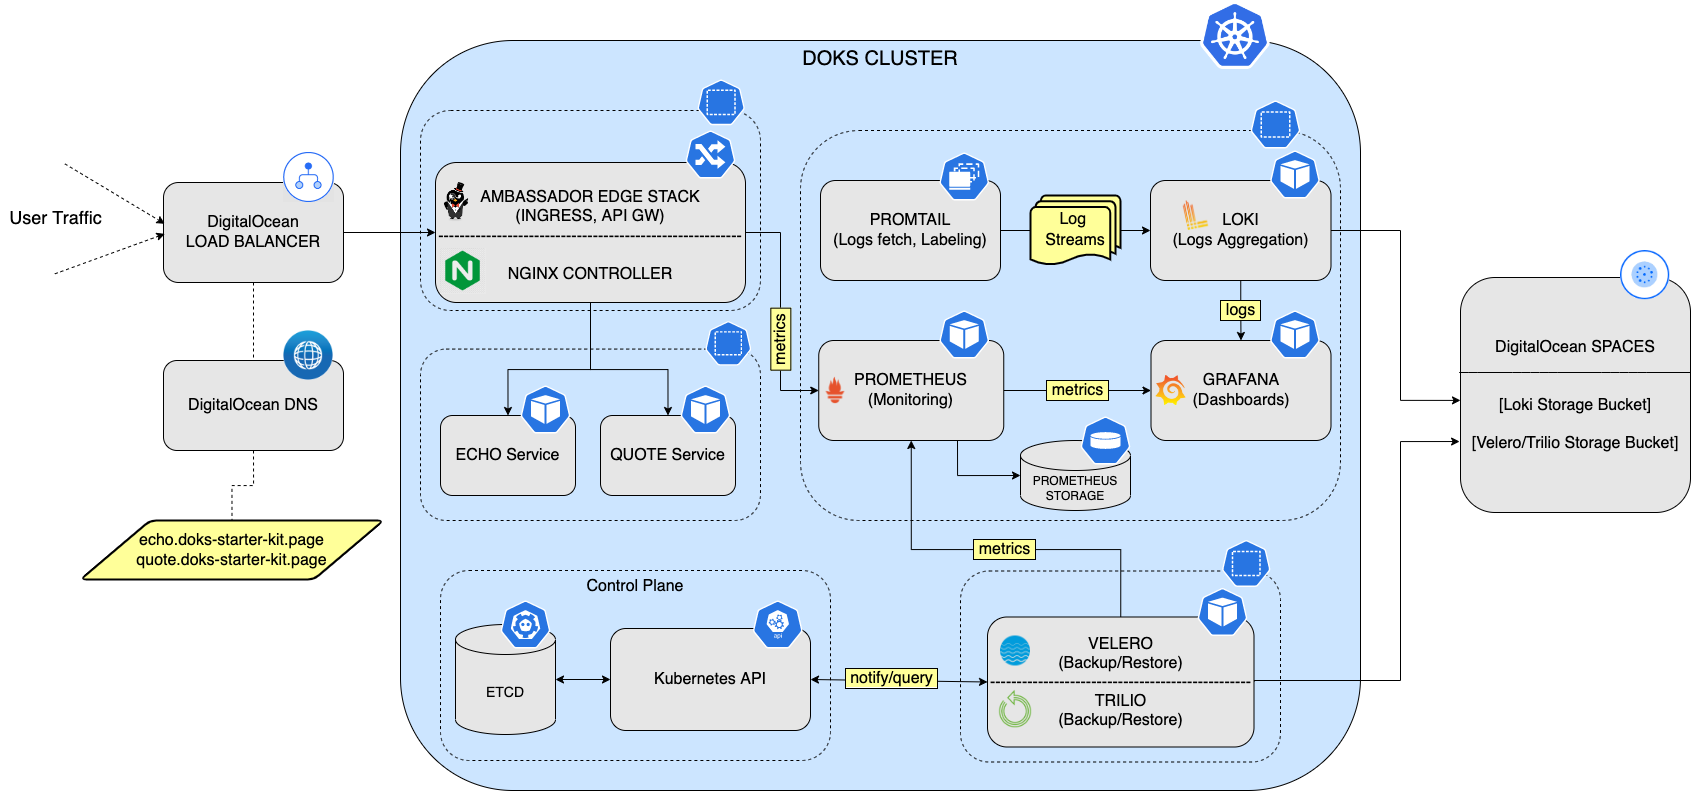 DOKS CLUSTER
User Traffic
DigitalOcean
LOAD BALANCER
DigitalOcean DNS
echo.doks-starter-kit.page
quote.doks-starter-kit.page
AMBASSADOR EDGE STACK
(INGRESS, API GW)
NGINX CONTROLLER
metrics
ECHO Service
QUOTE Service
PROMTAIL
(Logs fetch, Labeling)
Log
Streams
LOKI
(Logs Aggregation)
logs
PROMETHEUS
(Monitoring)
metrics
GRAFANA
(Dashboards)
PROMETHEUS
STORAGE
metrics
Control Plane
ETCD
api
Kubernetes API
notify/query
VELERO
(Backup/Restore)
TRILIO
(Backup/Restore)
DigitalOcean SPACES
[Loki Storage Bucket]
[Velero/Trilio Storage Bucket]